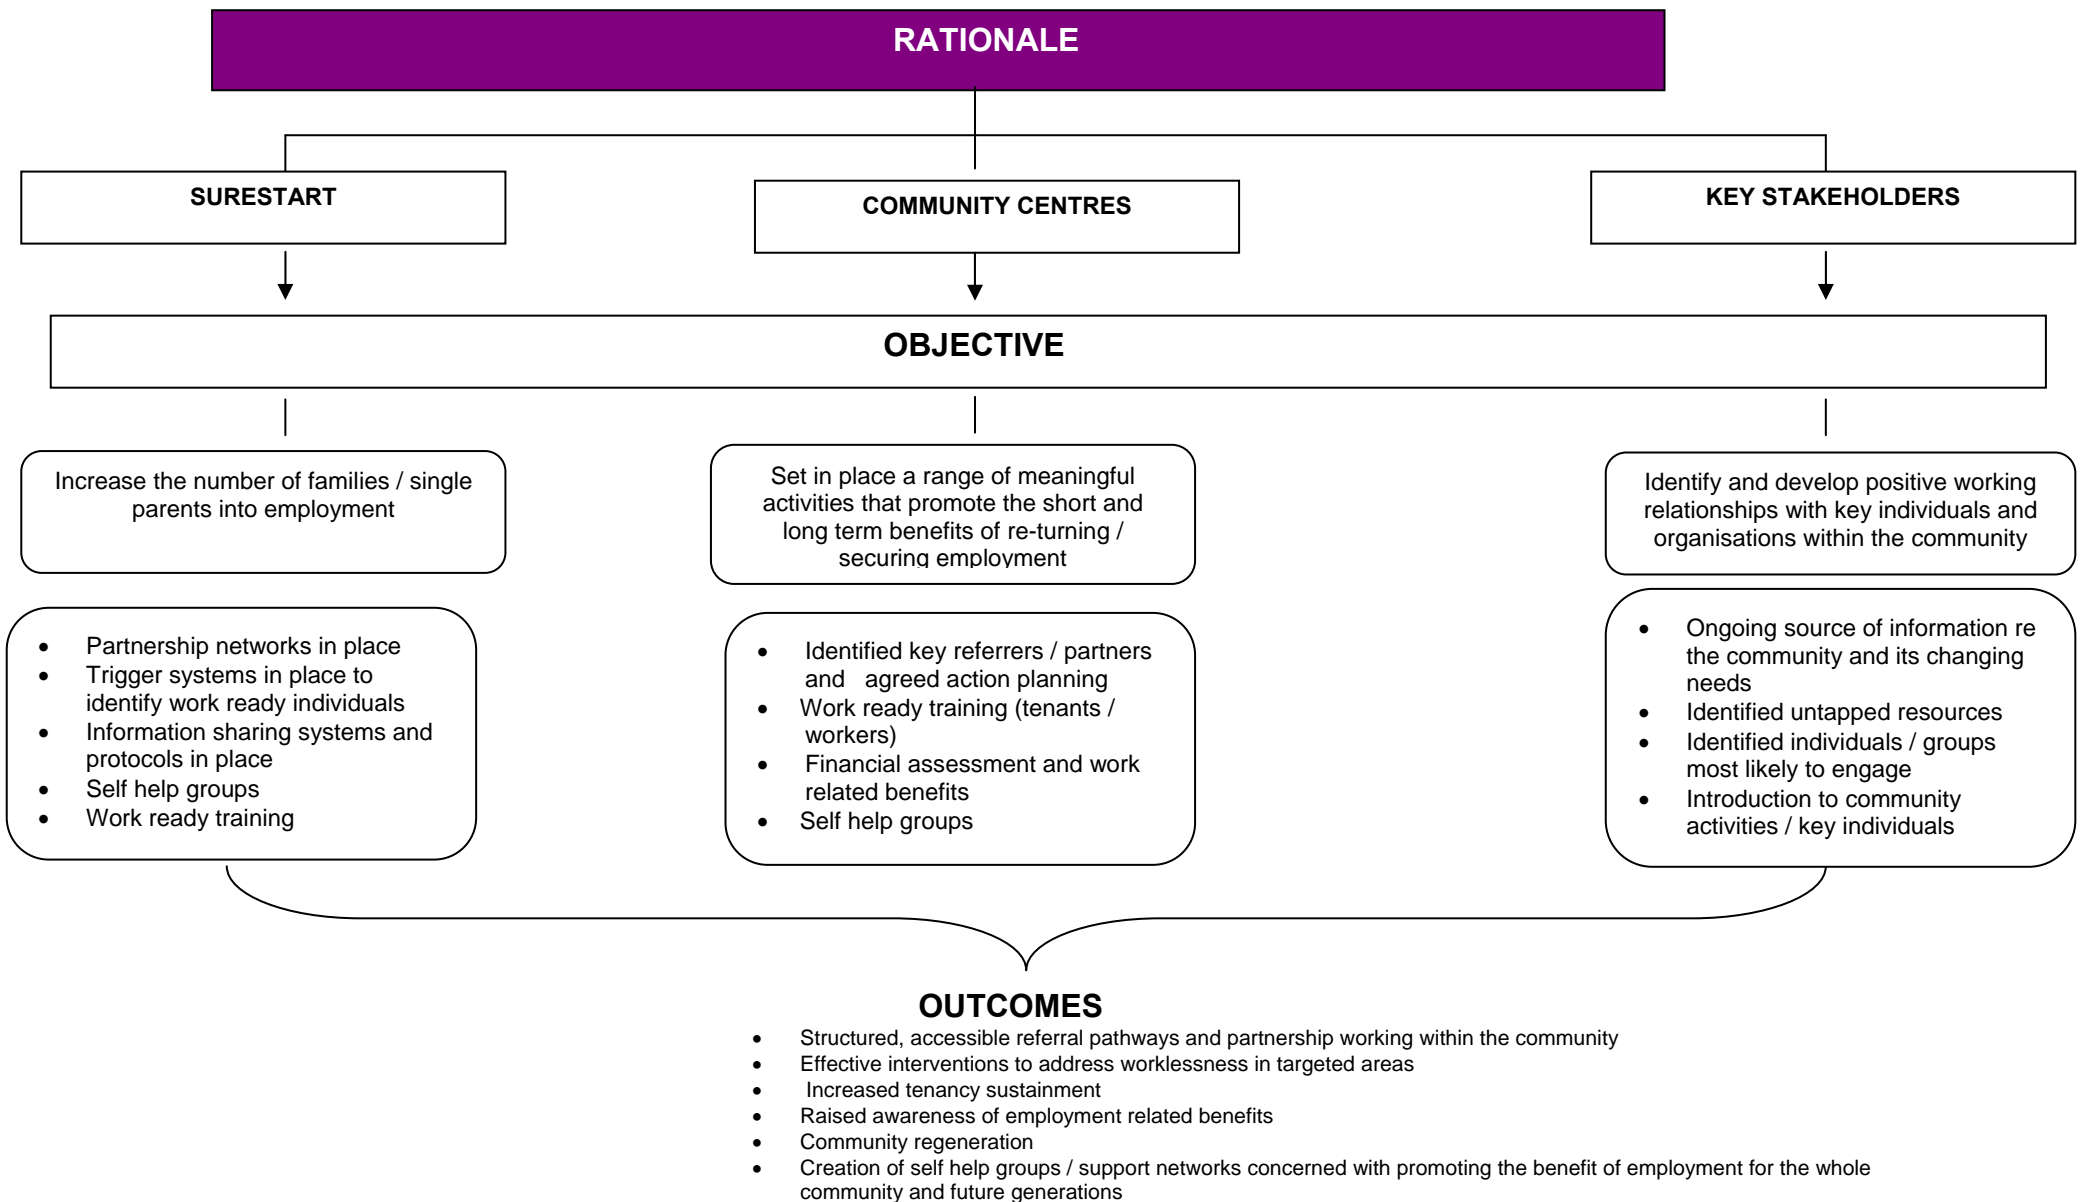 RATIONALE
SURESTART
COMMUNITY CENTRES
KEY STAKEHOLDERS
OBJECTIVE
Increase the number of families / single
parents into employment
Set in place a range of meaningful
activities that promote the short and
long term benefits of re-turning /
securing employment
Identify and develop positive working
relationships with key individuals and
organisations within the community
• Partnership networks in place
• Trigger systems in place to
identify work ready individuals
• Information sharing systems and
protocols in place
• Self help groups
• Work ready training
• Identified key referrers / partners
and agreed action planning
• Work ready training (tenants /
workers)
• Financial assessment and work
related benefits
• Self help groups
• Ongoing source of information re
the community and its changing
needs
• Identified untapped resources
• Identified individuals / groups
most likely to engage
• Introduction to community
activities / key individuals
OUTCOMES
• Structured, accessible referral pathways and partnership working within the community
• Effective interventions to address worklessness in targeted areas
• Increased tenancy sustainment
• Raised awareness of employment related benefits
• Community regeneration
• Creation of self help groups / support networks concerned with promoting the benefit of employment for the whole
community and future generations